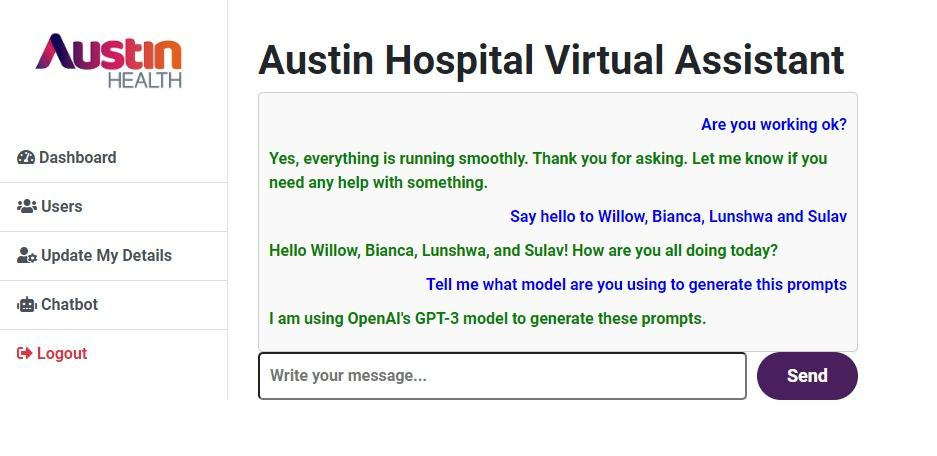 Austin
HEALTH
Dashboard
Users
Update My Details
Chatbot
Logout
Austin Hospital Virtual Assistant
Are you working ok?
Yes, everything is running smoothly. Thank you for asking. Let me know if you
need any help with something.
Say hello to Willow, Bianca, Lunshwa and Sulav
Hello Willow, Bianca, Lunshwa, and Sulav! How are you all doing today?
Tell me what model are you using to generate this prompts
I am using OpenAI's GPT-3 model to generate these prompts.
Write your message...
Send